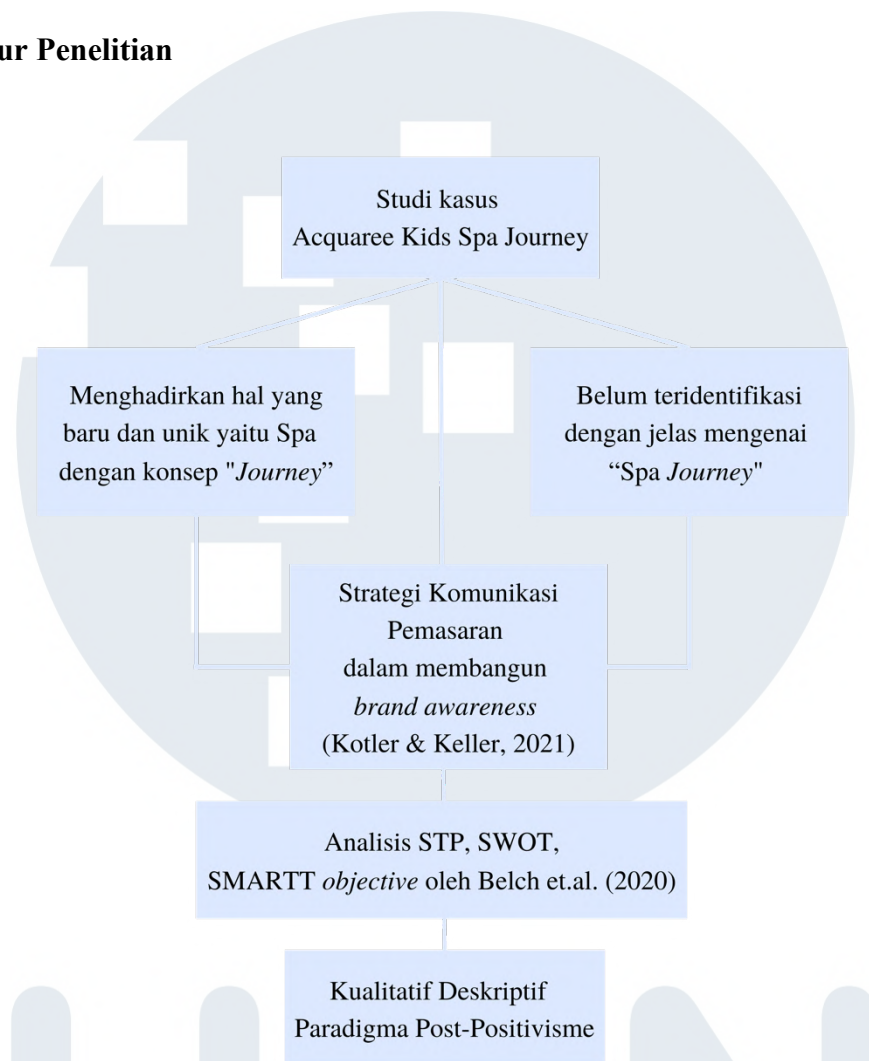 ur Penelitian
Studi kasus
Acquaree Kids Spa Journey
Menghadirkan hal yang
baru dan unik yaitu Spa
dengan konsep "Journey”
Belum teridentifikasi
dengan jelas mengenai
“Spa Journey"
Strategi Komunikasi
Pemasaran
dalam membangun
brand awareness
(Kotler & Keller, 2021)
Analisis STP, SWOT,
SMARTT objective oleh Belch et.al. (2020)
Kualitatif Deskriptif
Paradigma Post-Positivisme